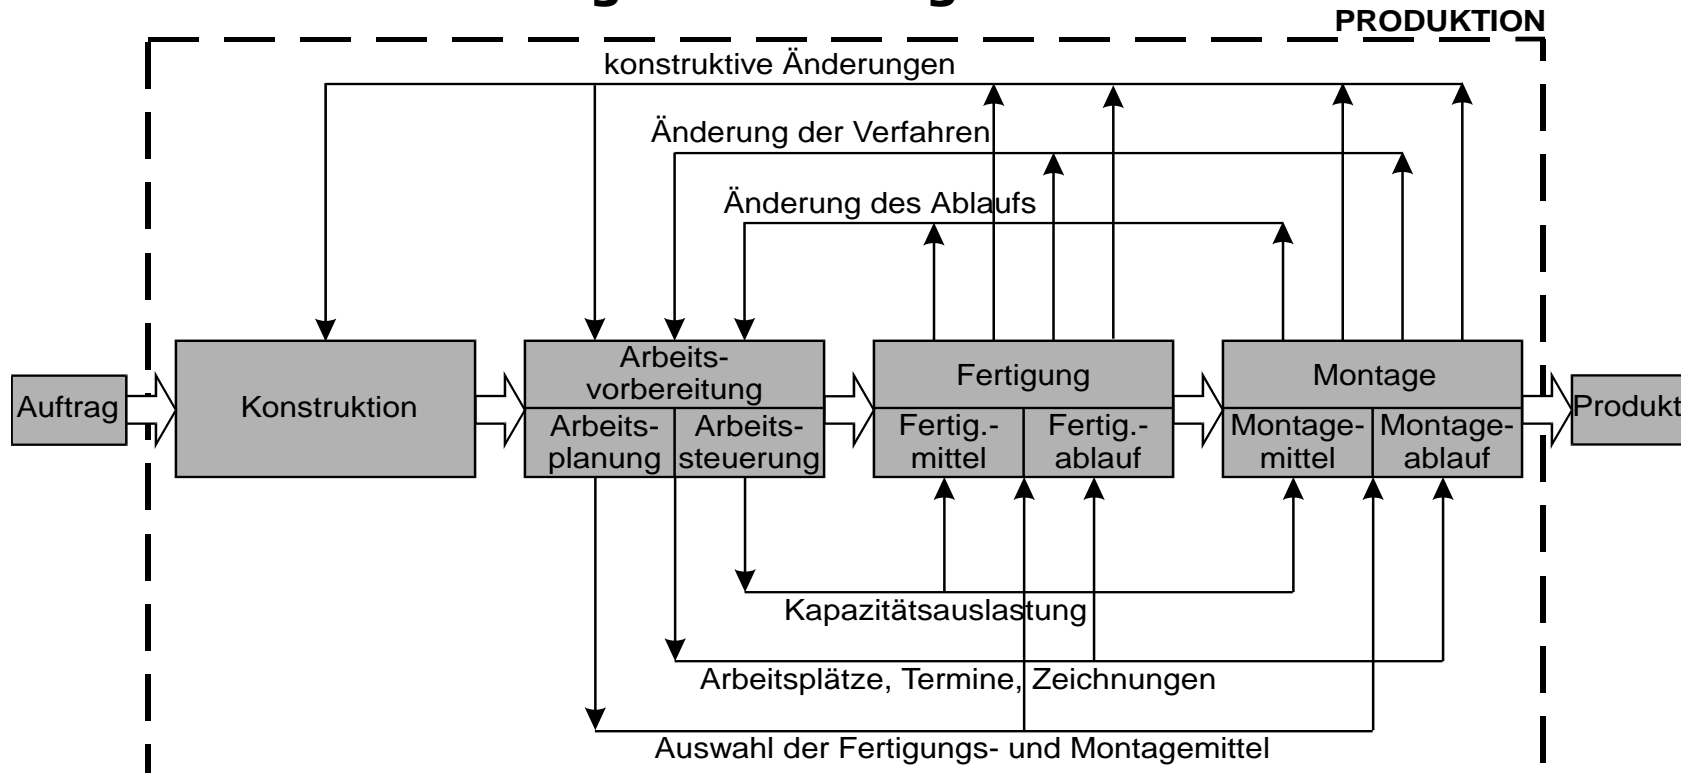 PRODUKTION
konstruktive Änderungen
Änderung der Verfahren
Änderung des Ablaufs
Auftrag
Konstruktion
Arbeits-
vorbereitung
Arbeits-
planung
Arbeits-
steuerung
Fertigung
Fertig.-
mittel
Fertig.-
ablauf
Montage
Montage-
mittel
Montage-
ablauf
Produkt
Kapazitätsauslastung
Arbeitsplätze, Termine, Zeichnungen
Auswahl der Fertigungs- und Montagemittel